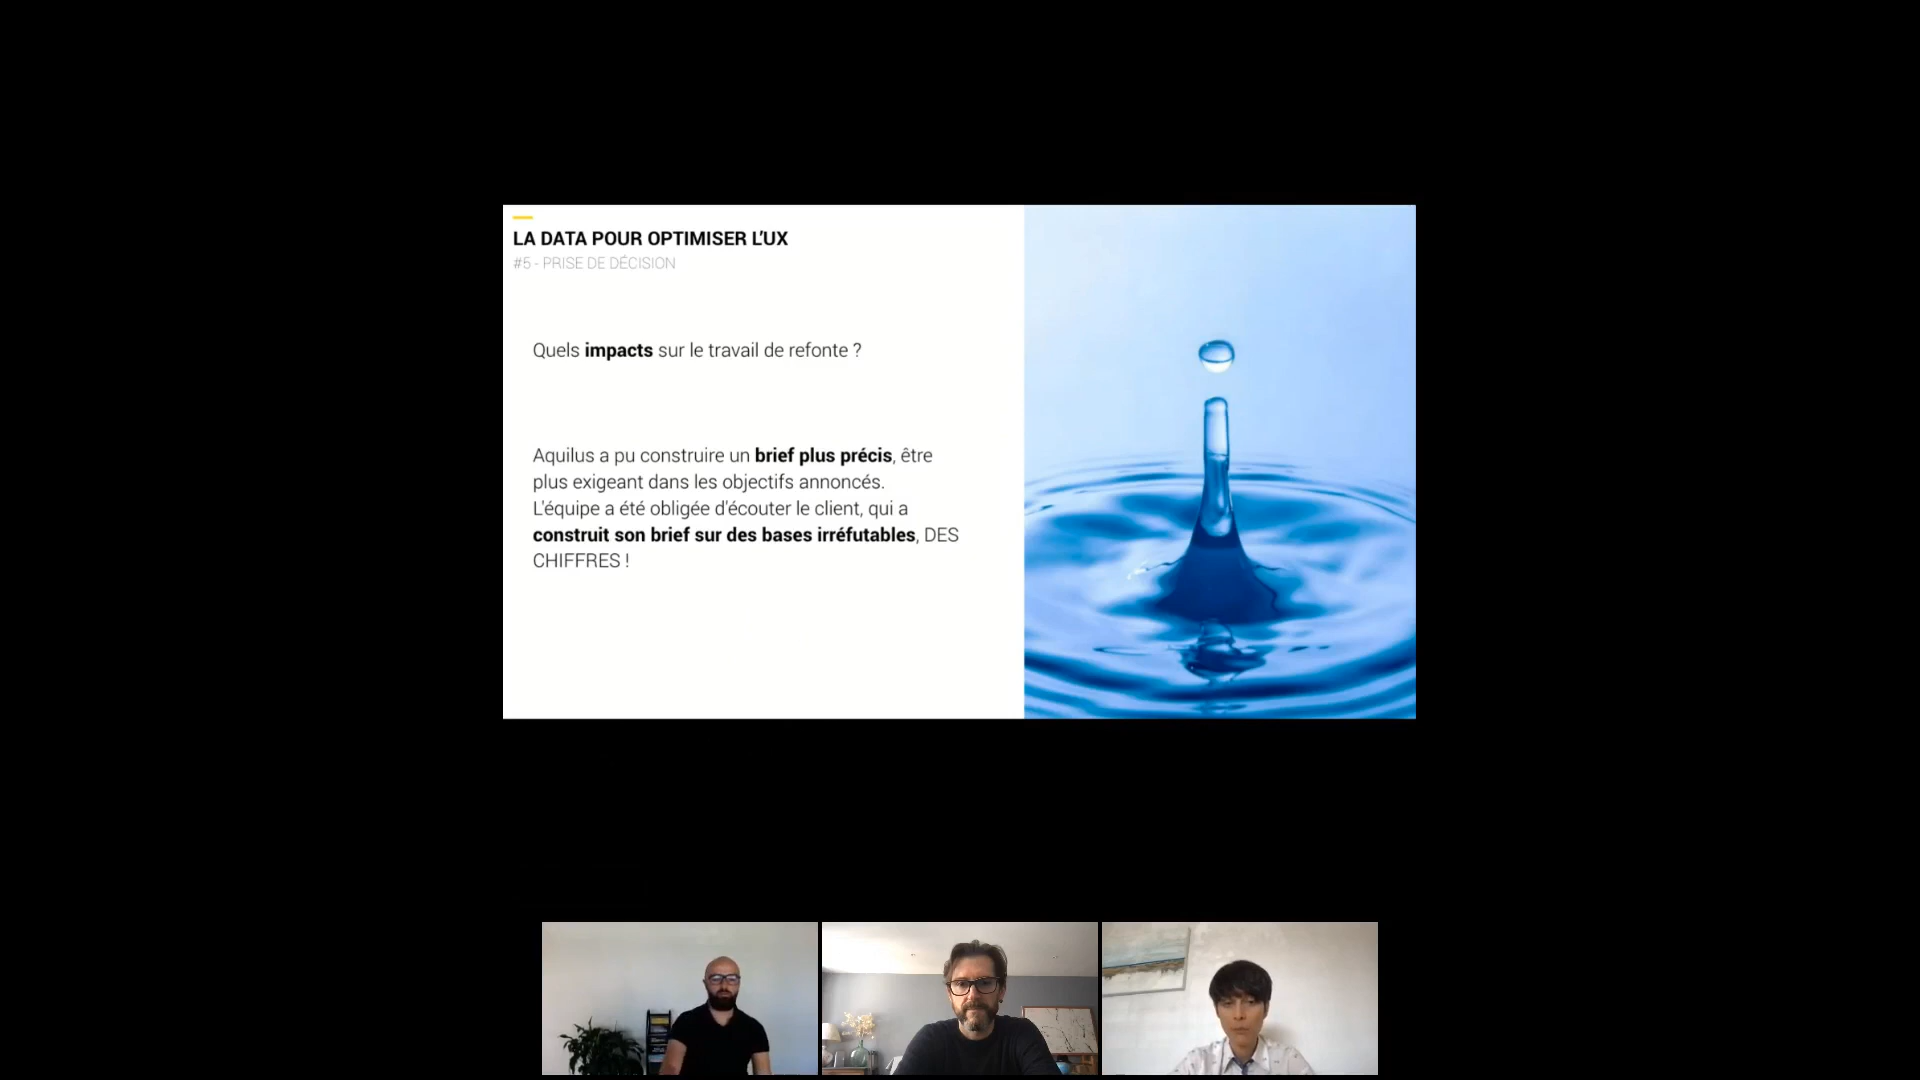 LA DATA POUR OPTIMISER L'UX
#5 - PRISE DE DÉCISION
Quels impacts sur le travail de refonte ?
Aquilus a pu construire un brief plus précis, être
plus exigeant dans les objectifs annoncés.
L'équipe a été obligée d'écouter le client, qui a
construit son brief sur des bases irréfutables, DES
CHIFFRES !